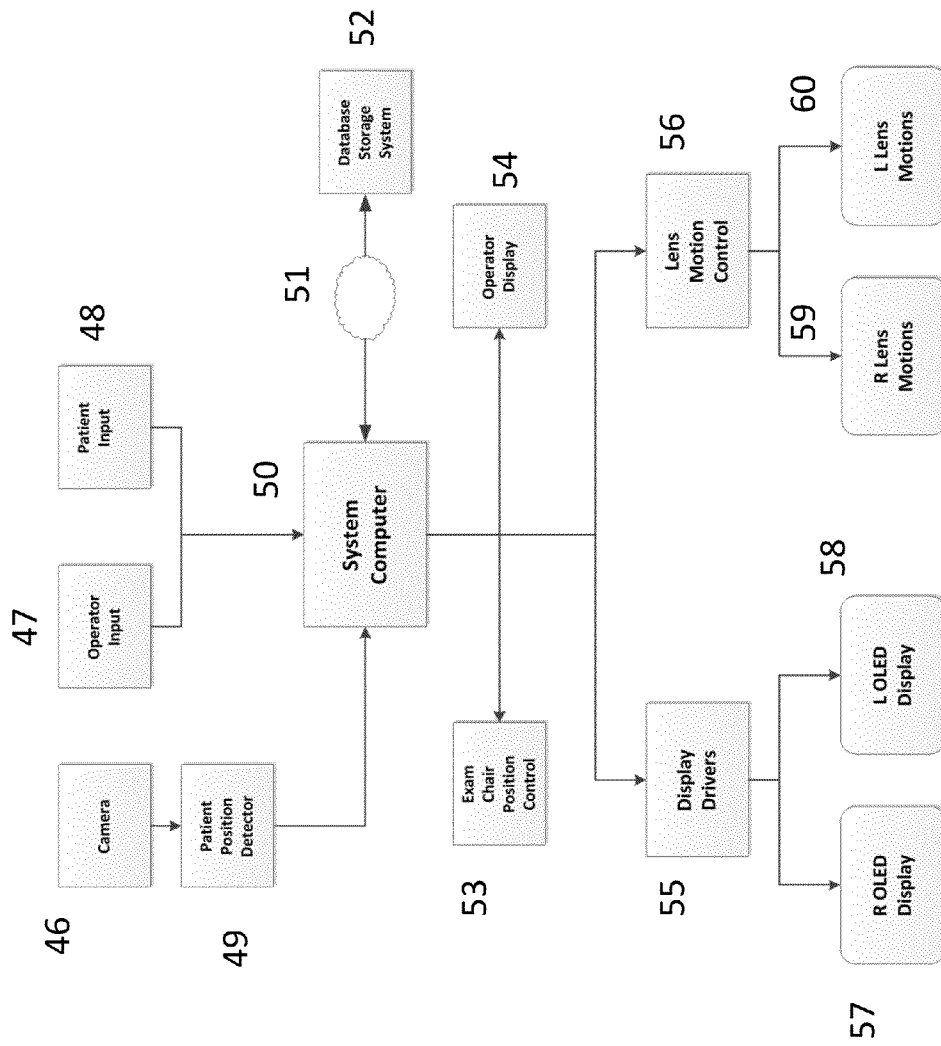 46
Camera
47
Operator
Input
48
Patient
Input
49
Patient
Position
Detector
50
System
Computer
51
52
Database
Storage
System
53
Exam
Chair
Position
Control
54
Operator
Display
55
Display
Drivers
56
Lens
Motion
Control
57
R OLED
Display
58
L OLED
Display
59
R Lens
Motions
60
L Lens
Motions